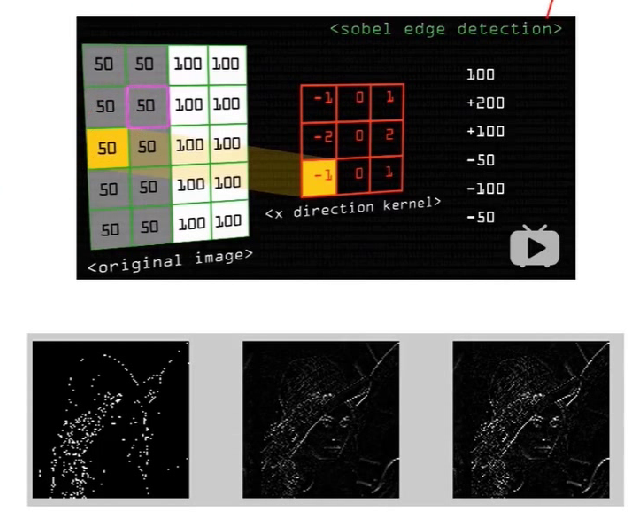 <sobel edge detection>
50 50 100 100
50 50 100 100
50 50 100 100
50 50 100 100
50 50 100 100
<original image>
-1 0 1
-2 0 2
-1 0 1
<x direction kernel>
100
+200
+100
-50
-100
-50